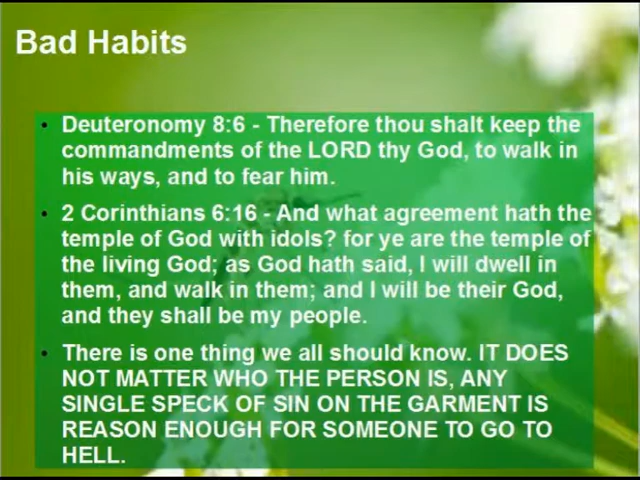 Bad Habits
• Deuteronomy 8:6 - Therefore thou shalt keep the
commandments of the LORD thy God, to walk in
his ways, and to fear him.
• 2 Corinthians 6:16 - And what agreement hath the
temple of God with idols? for ye are the temple of
the living God; as God hath said, I will dwell in
them, and walk in them; and I will be their God,
and they shall be my people.
• There is one thing we all should know. IT DOES
NOT MATTER WHO THE PERSON IS, ANY
SINGLE SPECK OF SIN ON THE GARMENT IS
REASON ENOUGH FOR SOMEONE TO GO TO
HELL.